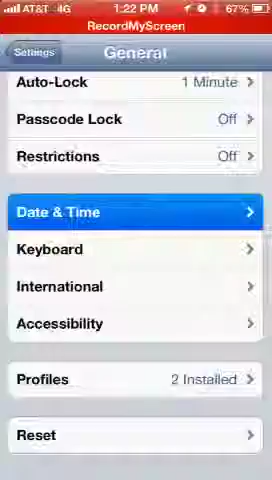 AT&T 4G 1:22 PM 67%
RecordMyScreen
Settings General
Auto-Lock 1 Minute
Passcode Lock Off
Restrictions Off
Date & Time
Keyboard
International
Accessibility
Profiles 2 Installed
Reset